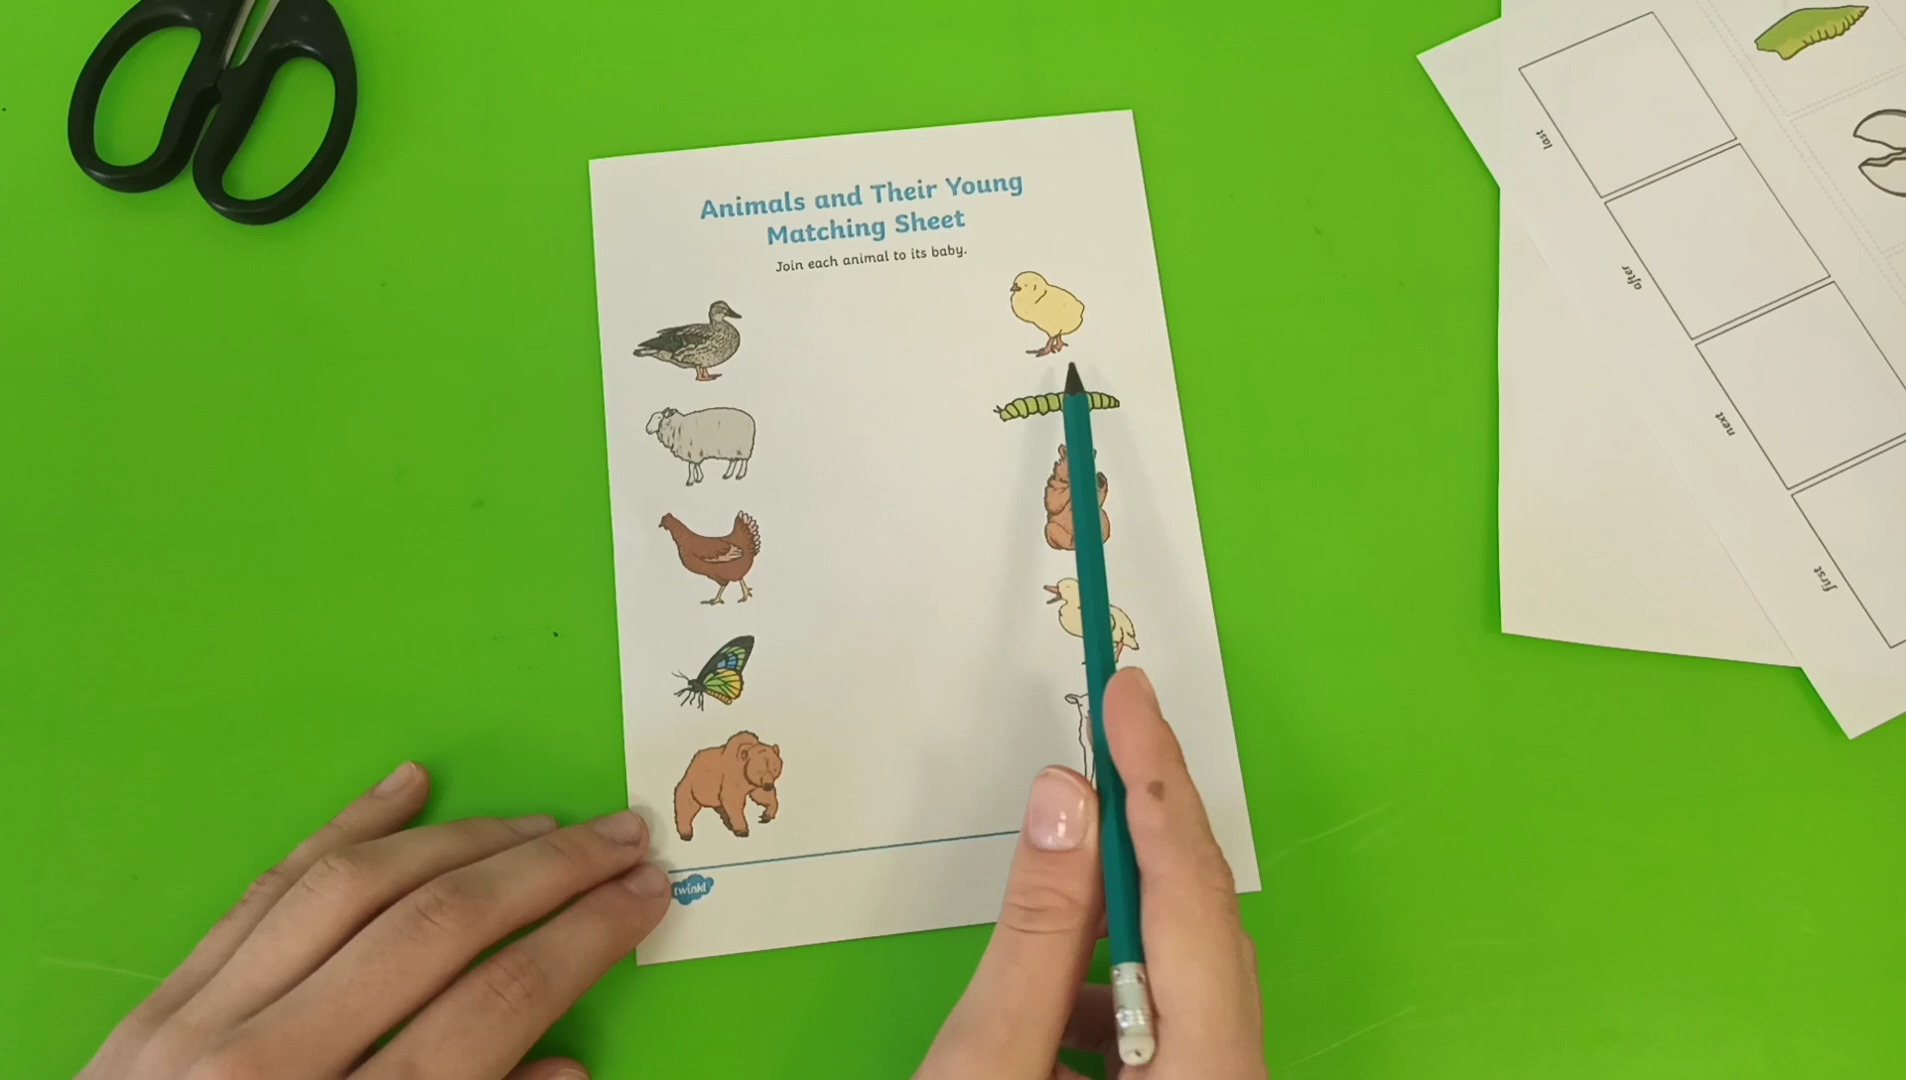 Animals and Their Young
Matching Sheet
Join each animal to its baby.
twinkl
last
after
next
first